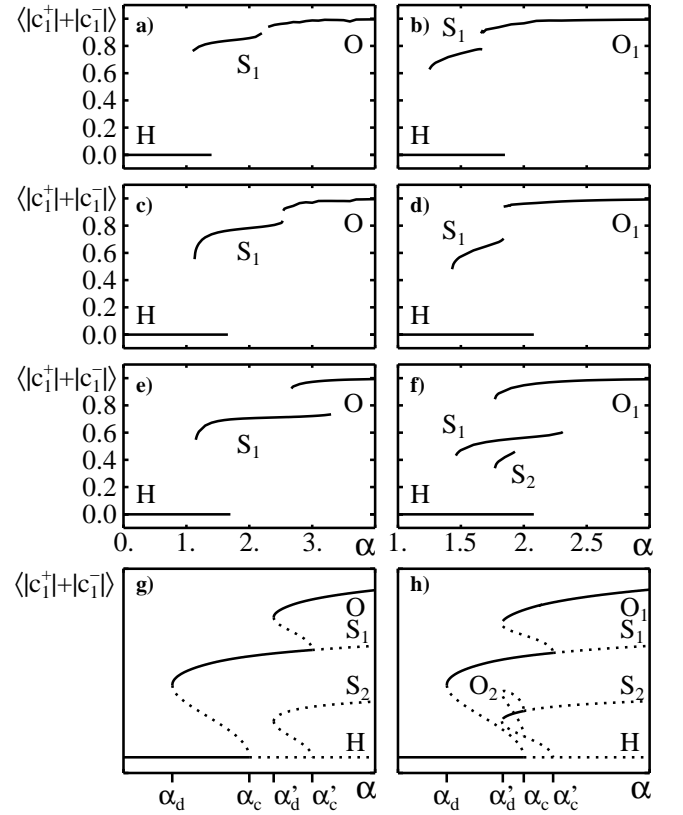 ⟨|c₁⁺|+|c₁⁻|⟩ a) b)
0.8 S₁ O S₁ O₁
0.6
0.4
0.2 H H
0.0
⟨|c₁⁺|+|c₁⁻|⟩ c) d)
0.8 S₁ O S₁ O₁
0.6
0.4
0.2 H H
0.0
⟨|c₁⁺|+|c₁⁻|⟩ e) f)
0.8 O O₁
0.6 S₁ S₁
0.4 S₂
0.2 H H
0.0
0. 1. 2. 3. α 1. 1.5 2. 2.5 α
⟨|c₁⁺|+|c₁⁻|⟩ g) h)
O O₁
S₁ S₁
S₂ O₂ S₂
H H
α_d α_c α'_d α'_c α α_d α'_d α_c α'_c α